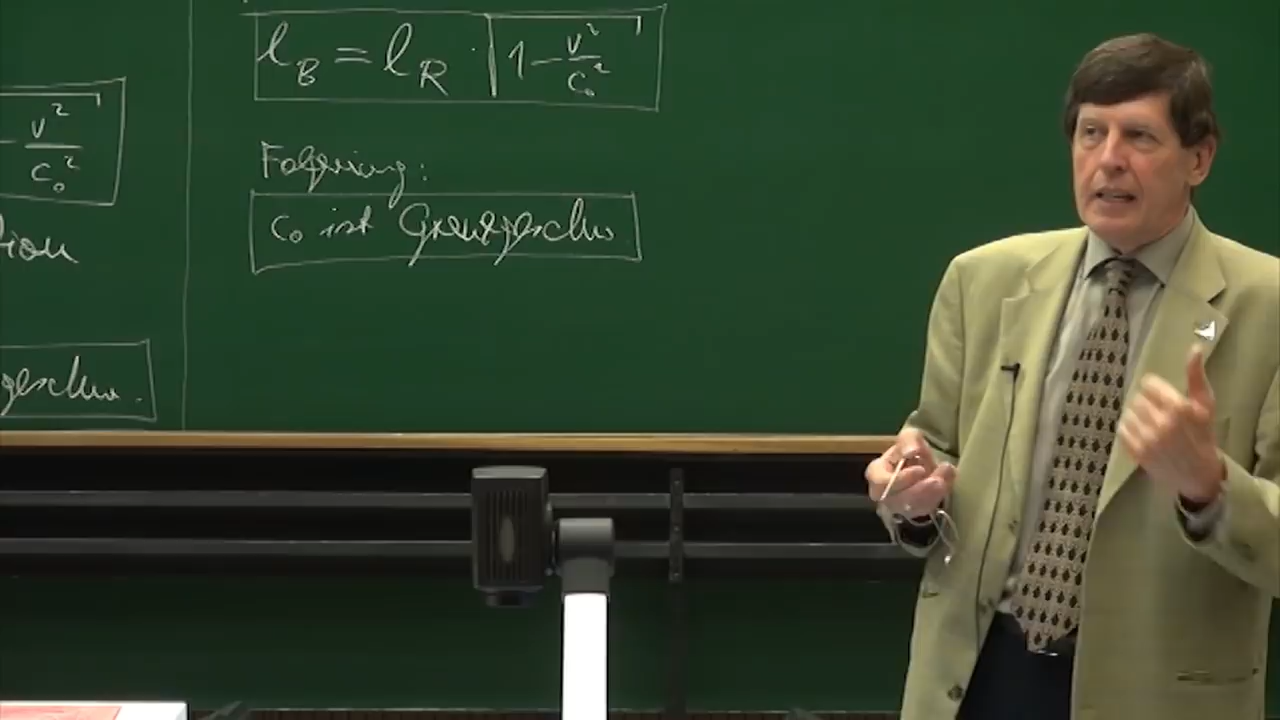 - v²/c₀²
tion
geschw.
l_B = l_R · √(1 - v²/c₀²)
Folgerung:
c₀ ist Grenzgeschw.